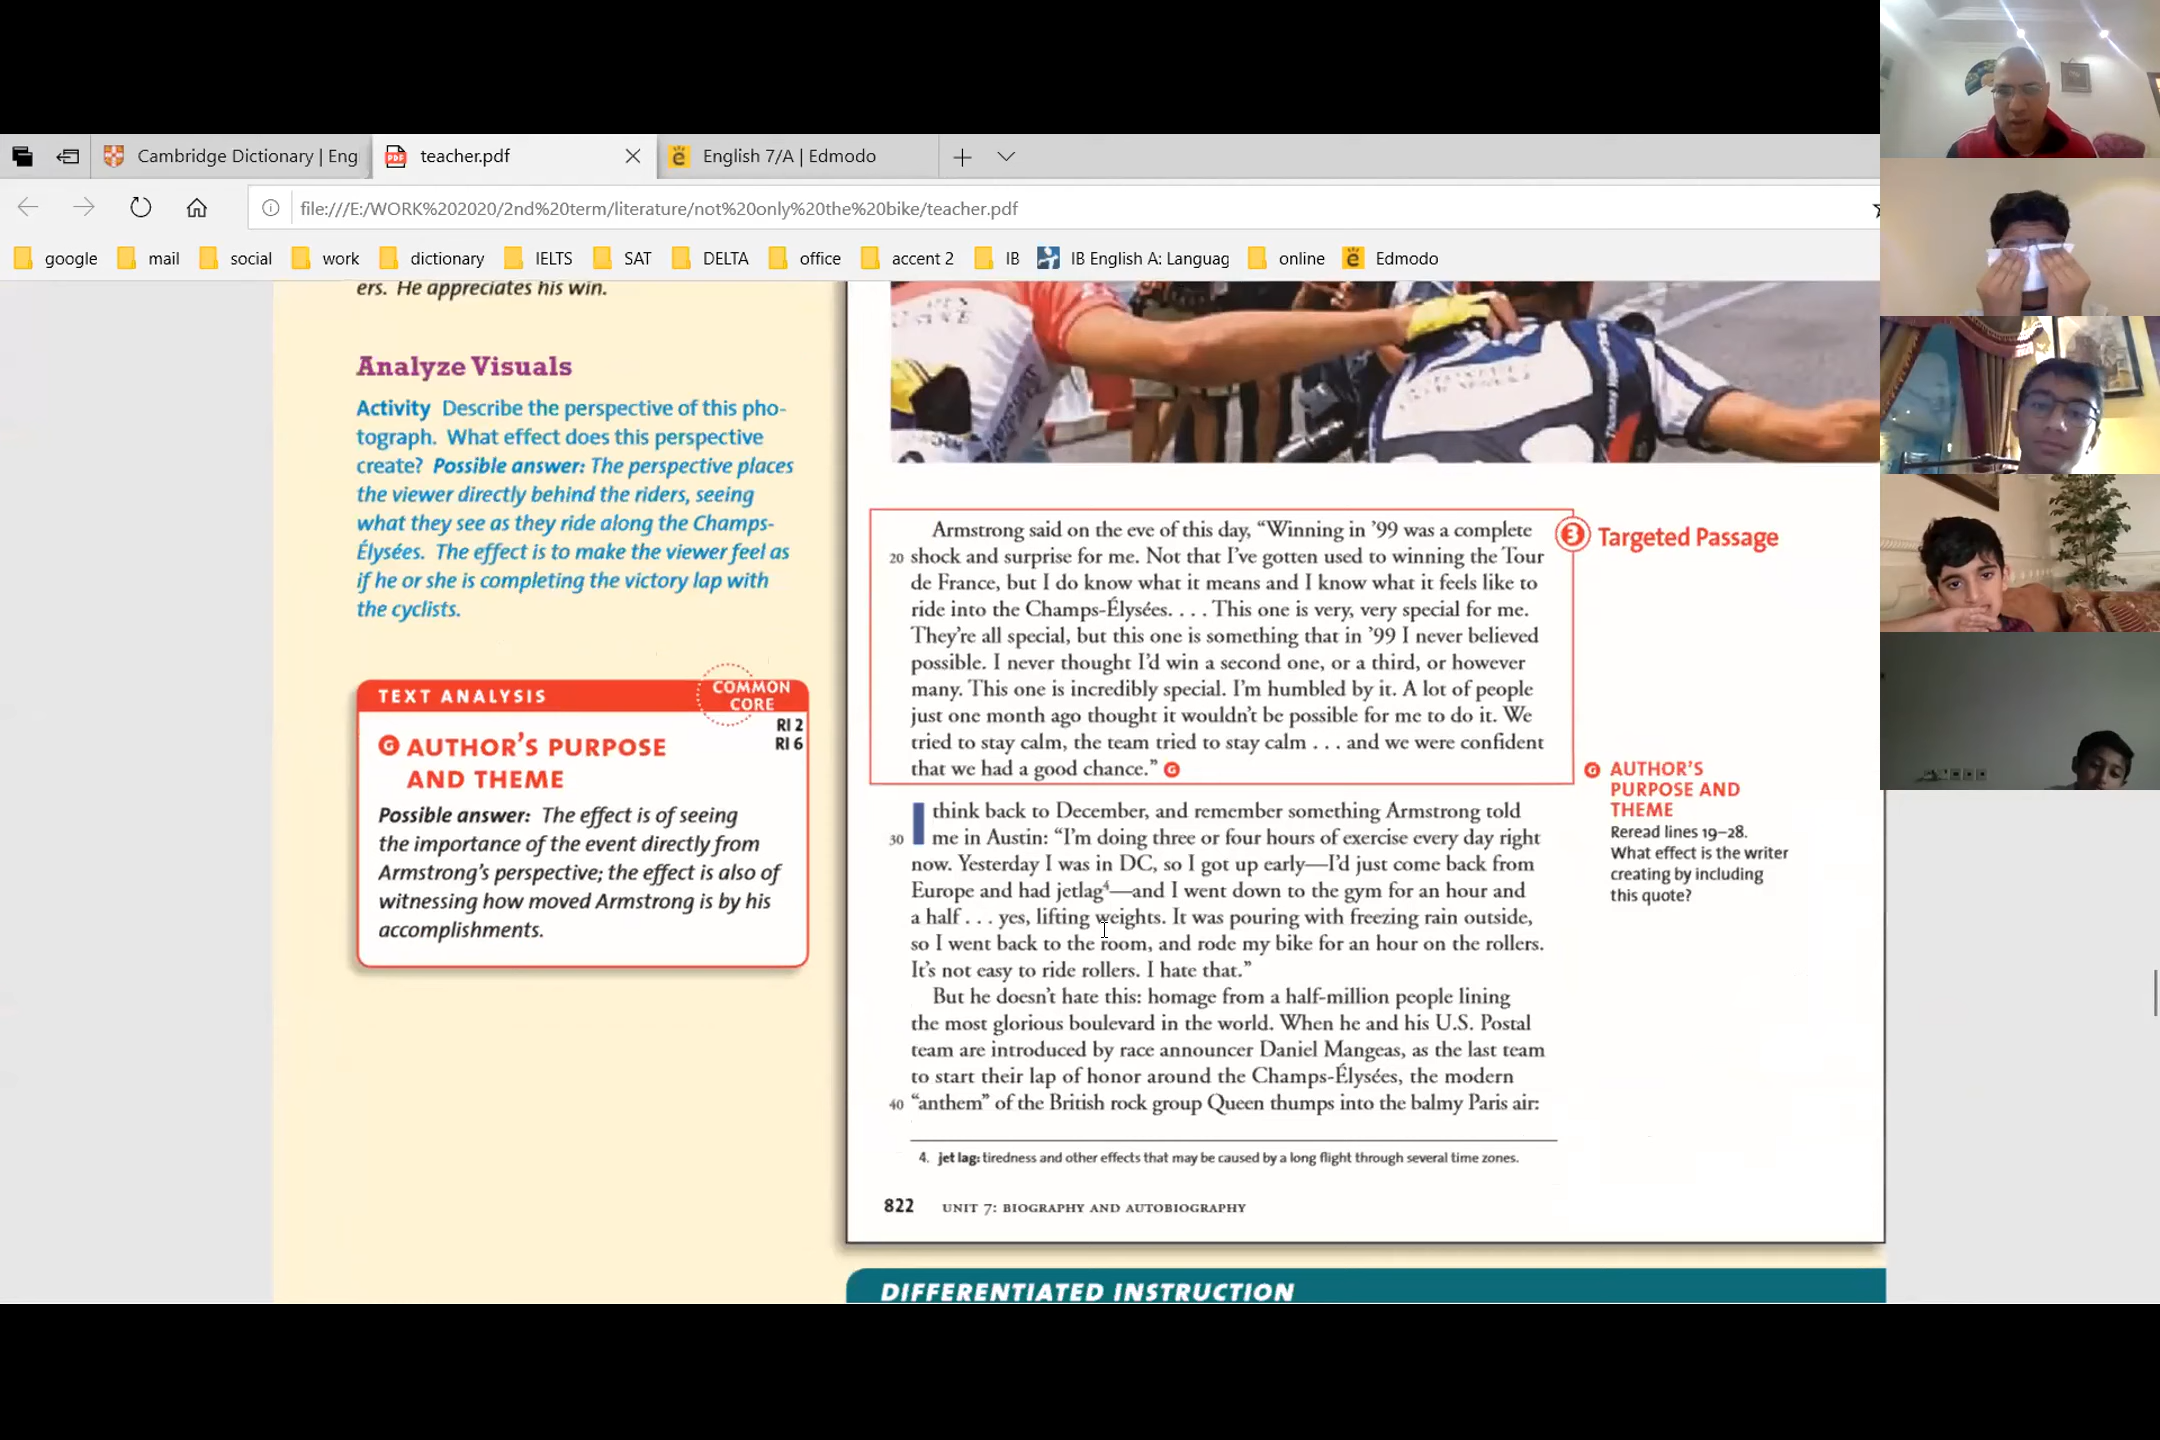 Cambridge Dictionary | Eng
teacher.pdf
English 7/A | Edmodo
file:///E:/WORK%202020/2nd%20term/literature/not%20only%20the%20bike/teacher.pdf
google
mail
social
work
dictionary
IELTS
SAT
DELTA
office
accent 2
IB
IB English A: Languag
online
Edmodo
ers. He appreciates his win.
Analyze Visuals
Activity Describe the perspective of this pho-
tograph. What effect does this perspective
create? Possible answer: The perspective places
the viewer directly behind the riders, seeing
what they see as they ride along the Champs-
Élysées. The effect is to make the viewer feel as
if he or she is completing the victory lap with
the cyclists.
TEXT ANALYSIS
COMMON
CORE
RI 2
RI 6
G AUTHOR'S PURPOSE
AND THEME
Possible answer: The effect is of seeing
the importance of the event directly from
Armstrong's perspective; the effect is also of
witnessing how moved Armstrong is by his
accomplishments.
Armstrong said on the eve of this day, “Winning in ’99 was a complete
20 shock and surprise for me. Not that I’ve gotten used to winning the Tour
de France, but I do know what it means and I know what it feels like to
ride into the Champs-Élysées. . . . This one is very, very special for me.
They’re all special, but this one is something that in ’99 I never believed
possible. I never thought I’d win a second one, or a third, or however
many. This one is incredibly special. I’m humbled by it. A lot of people
just one month ago thought it wouldn’t be possible for me to do it. We
tried to stay calm, the team tried to stay calm . . . and we were confident
that we had a good chance.” G
3 Targeted Passage
I think back to December, and remember something Armstrong told
30 me in Austin: “I’m doing three or four hours of exercise every day right
now. Yesterday I was in DC, so I got up early—I’d just come back from
Europe and had jetlag4—and I went down to the gym for an hour and
a half . . . yes, lifting weights. It was pouring with freezing rain outside,
so I went back to the room, and rode my bike for an hour on the rollers.
It’s not easy to ride rollers. I hate that.”
But he doesn’t hate this: homage from a half-million people lining
the most glorious boulevard in the world. When he and his U.S. Postal
team are introduced by race announcer Daniel Mangeas, as the last team
to start their lap of honor around the Champs-Élysées, the modern
40 “anthem” of the British rock group Queen thumps into the balmy Paris air:
G AUTHOR’S
PURPOSE AND
THEME
Reread lines 19–28.
What effect is the writer
creating by including
this quote?
4. jet lag: tiredness and other effects that may be caused by a long flight through several time zones.
822 UNIT 7: BIOGRAPHY AND AUTOBIOGRAPHY
DIFFERENTIATED INSTRUCTION